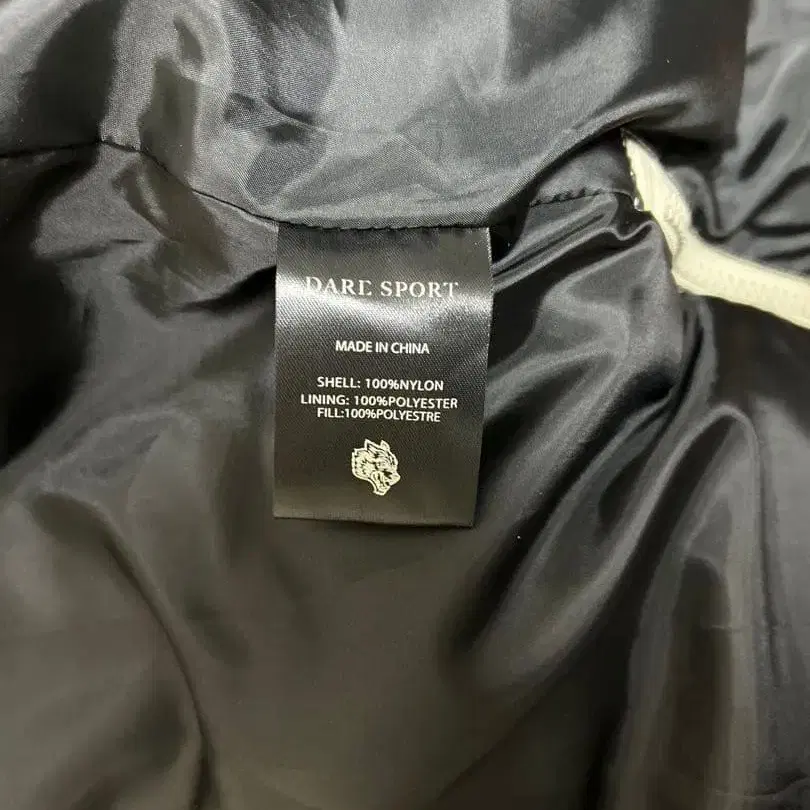 DARE SPORT
MADE IN CHINA
SHELL: 100%NYLON
LINING: 100%POLYESTER
FILL:100%POLYESTRE